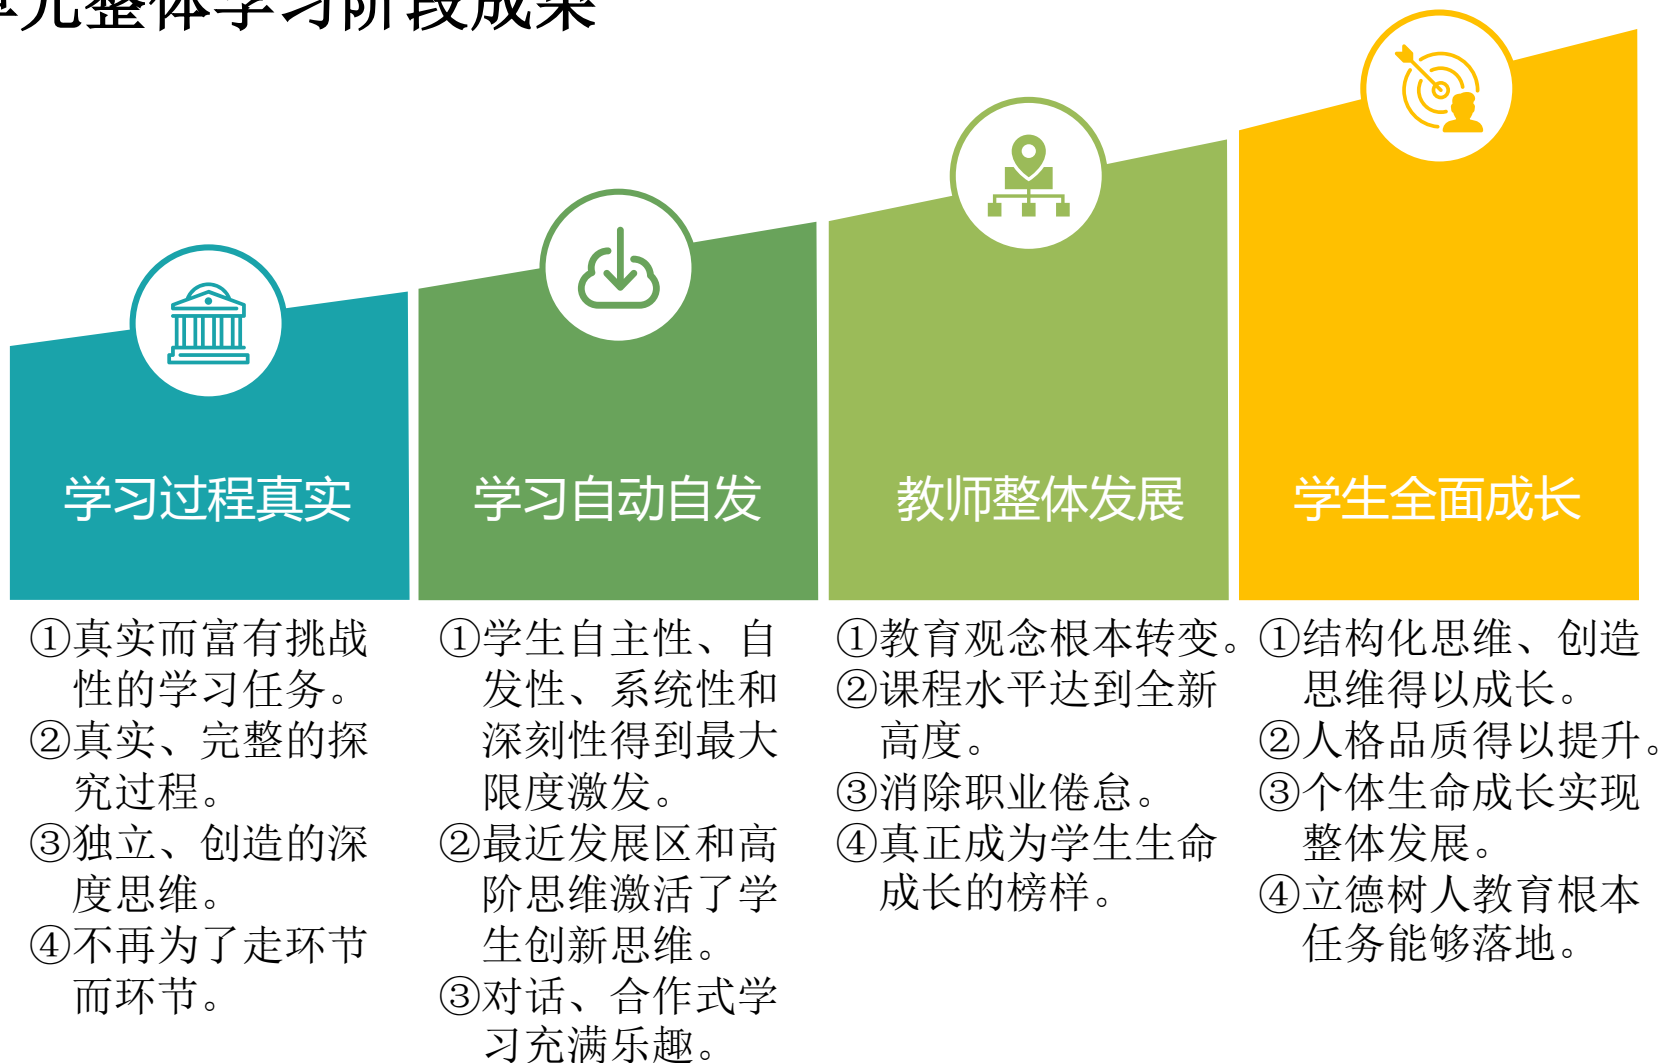 单元整体学习阶段成果
学习过程真实
①真实而富有挑战
性的学习任务。
②真实、完整的探
究过程。
③独立、创造的深
度思维。
④不再为了走环节
而环节。
学习自动自发
①学生自主性、自
发性、系统性和
深刻性得到最大
限度激发。
②最近发展区和高
阶思维激活了学
生创新思维。
③对话、合作式学
习充满乐趣。
教师整体发展
①教育观念根本转变。
②课程水平达到全新
高度。
③消除职业倦怠。
④真正成为学生生命
成长的榜样。
学生全面成长
①结构化思维、创造
思维得以成长。
②人格品质得以提升。
③个体生命成长实现
整体发展。
④立德树人教育根本
任务能够落地。